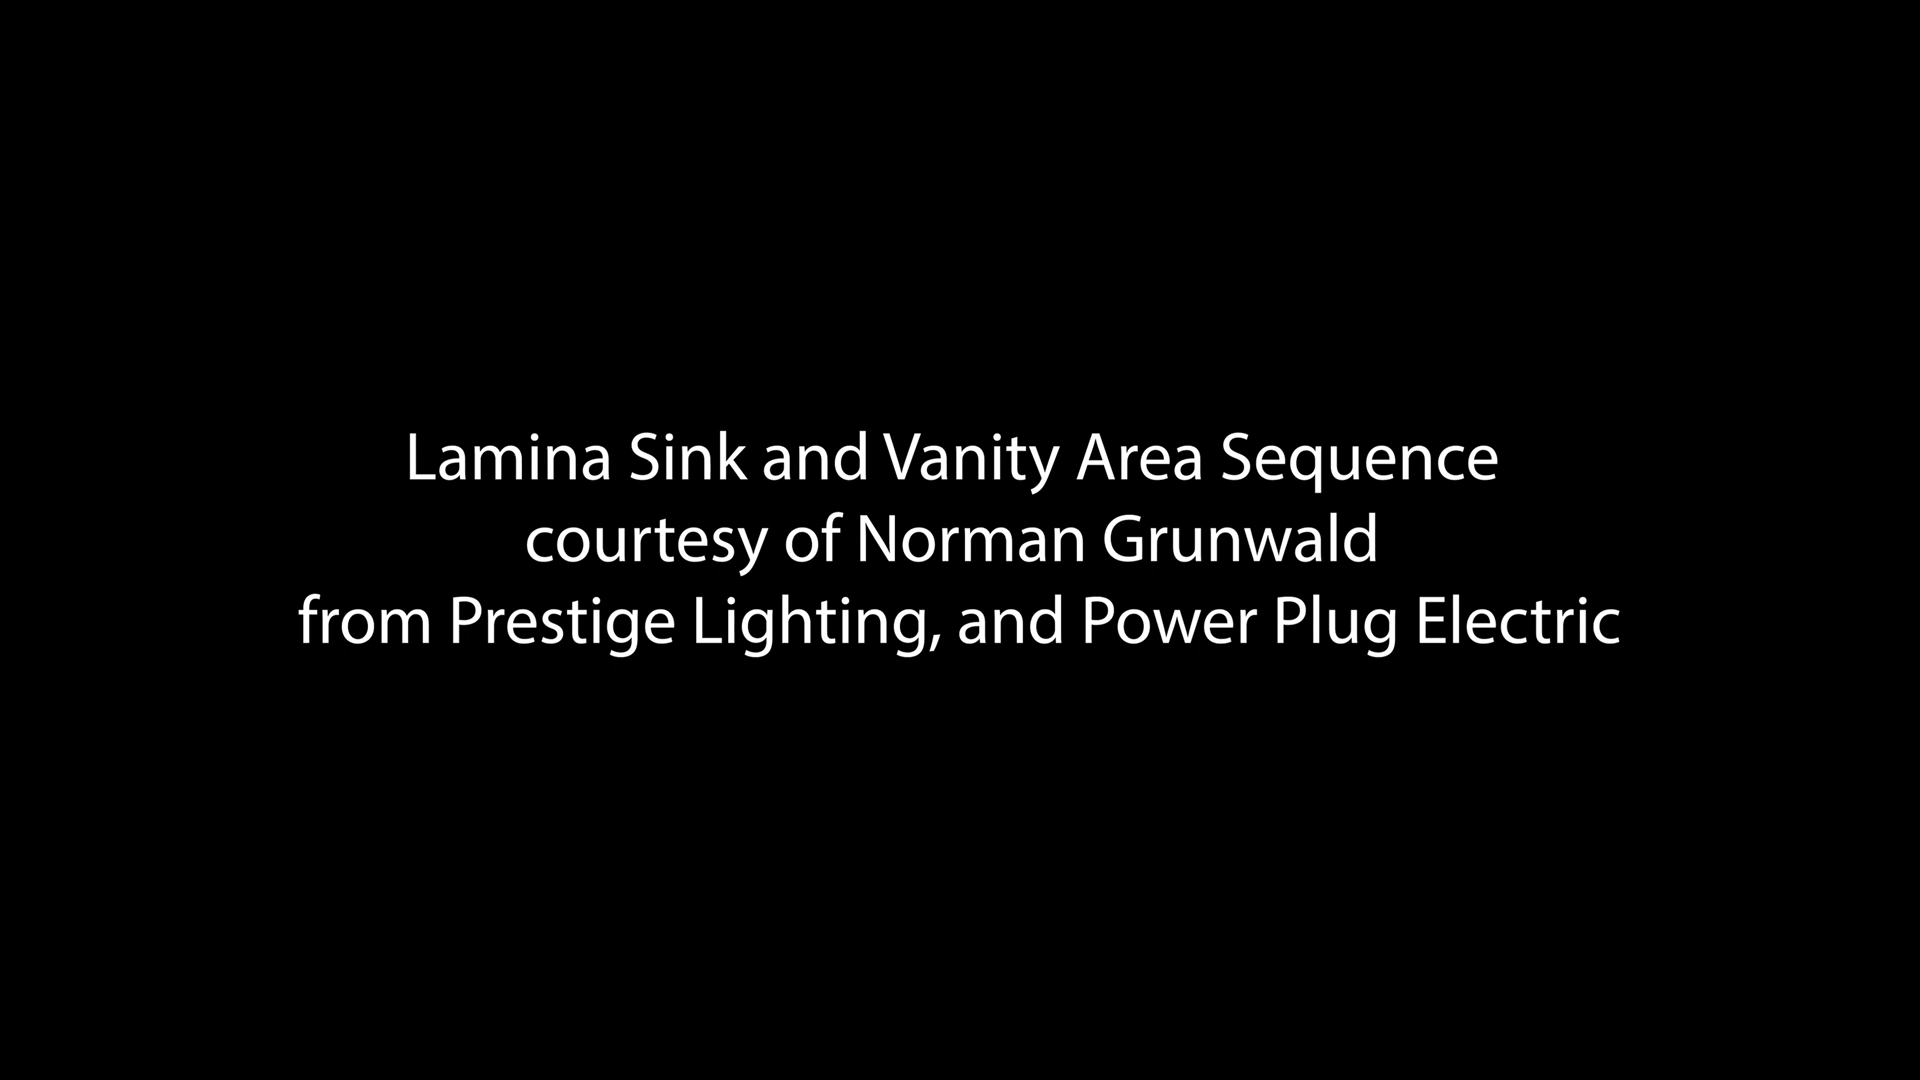 Lamina Sink and Vanity Area Sequence
courtesy of Norman Grunwald
from Prestige Lighting, and Power Plug Electric